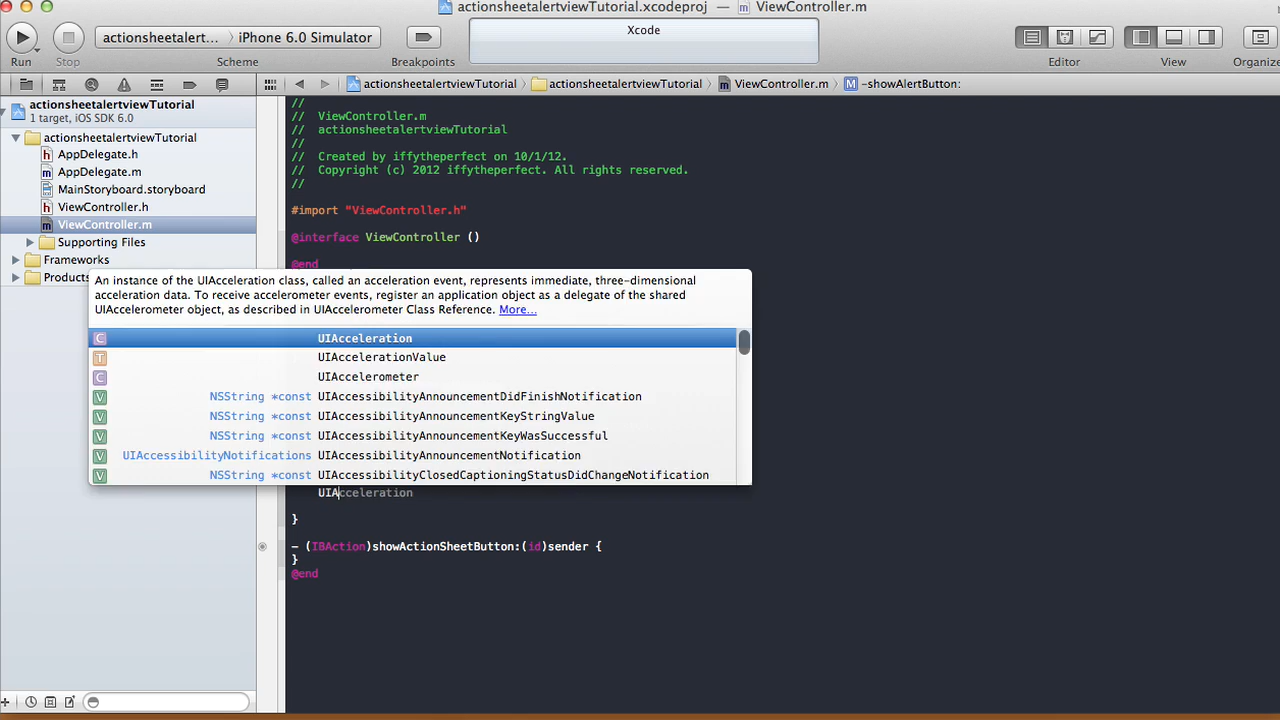 actionsheetalertviewTutorial.xcodeproj — ViewController.m
actionsheetalert... iPhone 6.0 Simulator
Xcode
Run Stop Scheme Breakpoints Editor View Organize
actionsheetalertviewTutorial actionsheetalertviewTutorial ViewController.m -showAlertButton:
actionsheetalertviewTutorial
1 target, iOS SDK 6.0
actionsheetalertviewTutorial
AppDelegate.h
AppDelegate.m
MainStoryboard.storyboard
ViewController.h
ViewController.m
Supporting Files
Frameworks
Products
//
// ViewController.m
// actionsheetalertviewTutorial
//
// Created by iffytheperfect on 10/1/12.
// Copyright (c) 2012 iffytheperfect. All rights reserved.
//
#import "ViewController.h"
@interface ViewController ()
@end
An instance of the UIAcceleration class, called an acceleration event, represents immediate, three-dimensional
acceleration data. To receive accelerometer events, register an application object as a delegate of the shared
UIAccelerometer object, as described in UIAccelerometer Class Reference. More...
C UIAcceleration
T UIAccelerationValue
C UIAccelerometer
V NSString *const UIAccessibilityAnnouncementDidFinishNotification
V NSString *const UIAccessibilityAnnouncementKeyStringValue
V NSString *const UIAccessibilityAnnouncementKeyWasSuccessful
V UIAccessibilityNotifications UIAccessibilityAnnouncementNotification
V NSString *const UIAccessibilityClosedCaptioningStatusDidChangeNotification
UIAcceleration
}
- (IBAction)showActionSheetButton:(id)sender {
}
@end